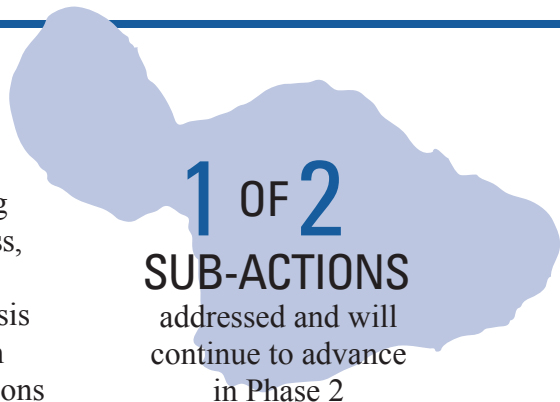 1 OF 2
SUB-ACTIONS
addressed and will
continue to advance
in Phase 2